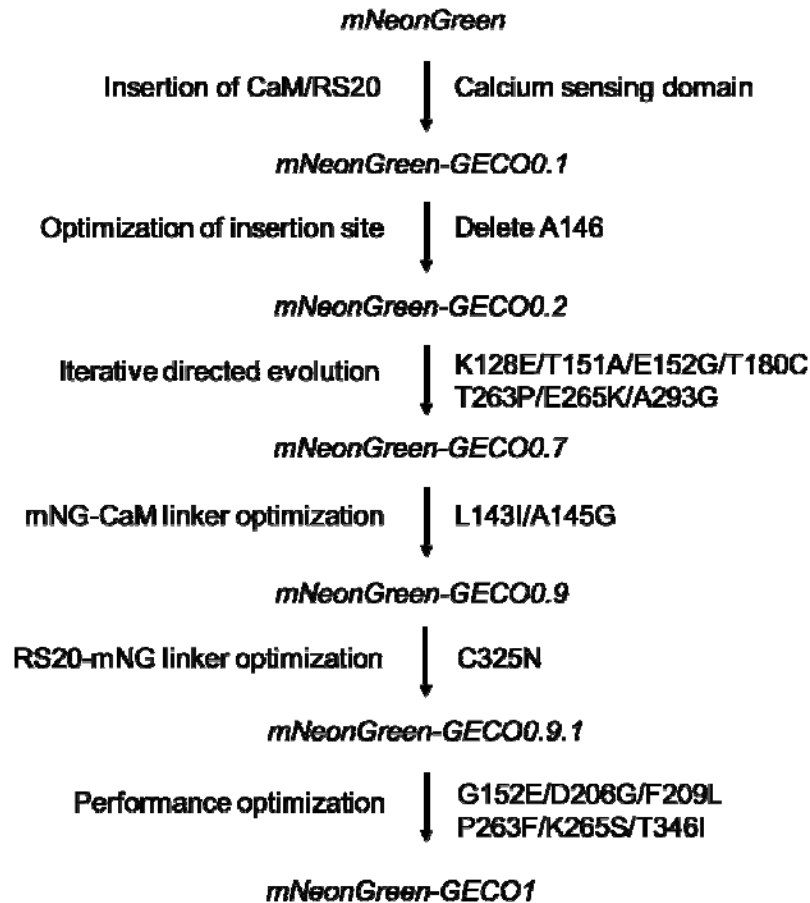 mNeonGreen
Insertion of CaM/RS20 Calcium sensing domain
mNeonGreen-GECO0.1
Optimization of insertion site Delete A146
mNeonGreen-GECO0.2
Iterative directed evolution K128E/T151A/E152G/T180C
T263P/E265K/A293G
mNeonGreen-GECO0.7
mNG-CaM linker optimization L143I/A145G
mNeonGreen-GECO0.9
RS20-mNG linker optimization C325N
mNeonGreen-GECO0.9.1
Performance optimization G152E/D206G/F209L
P263F/K265S/T346I
mNeonGreen-GECO1